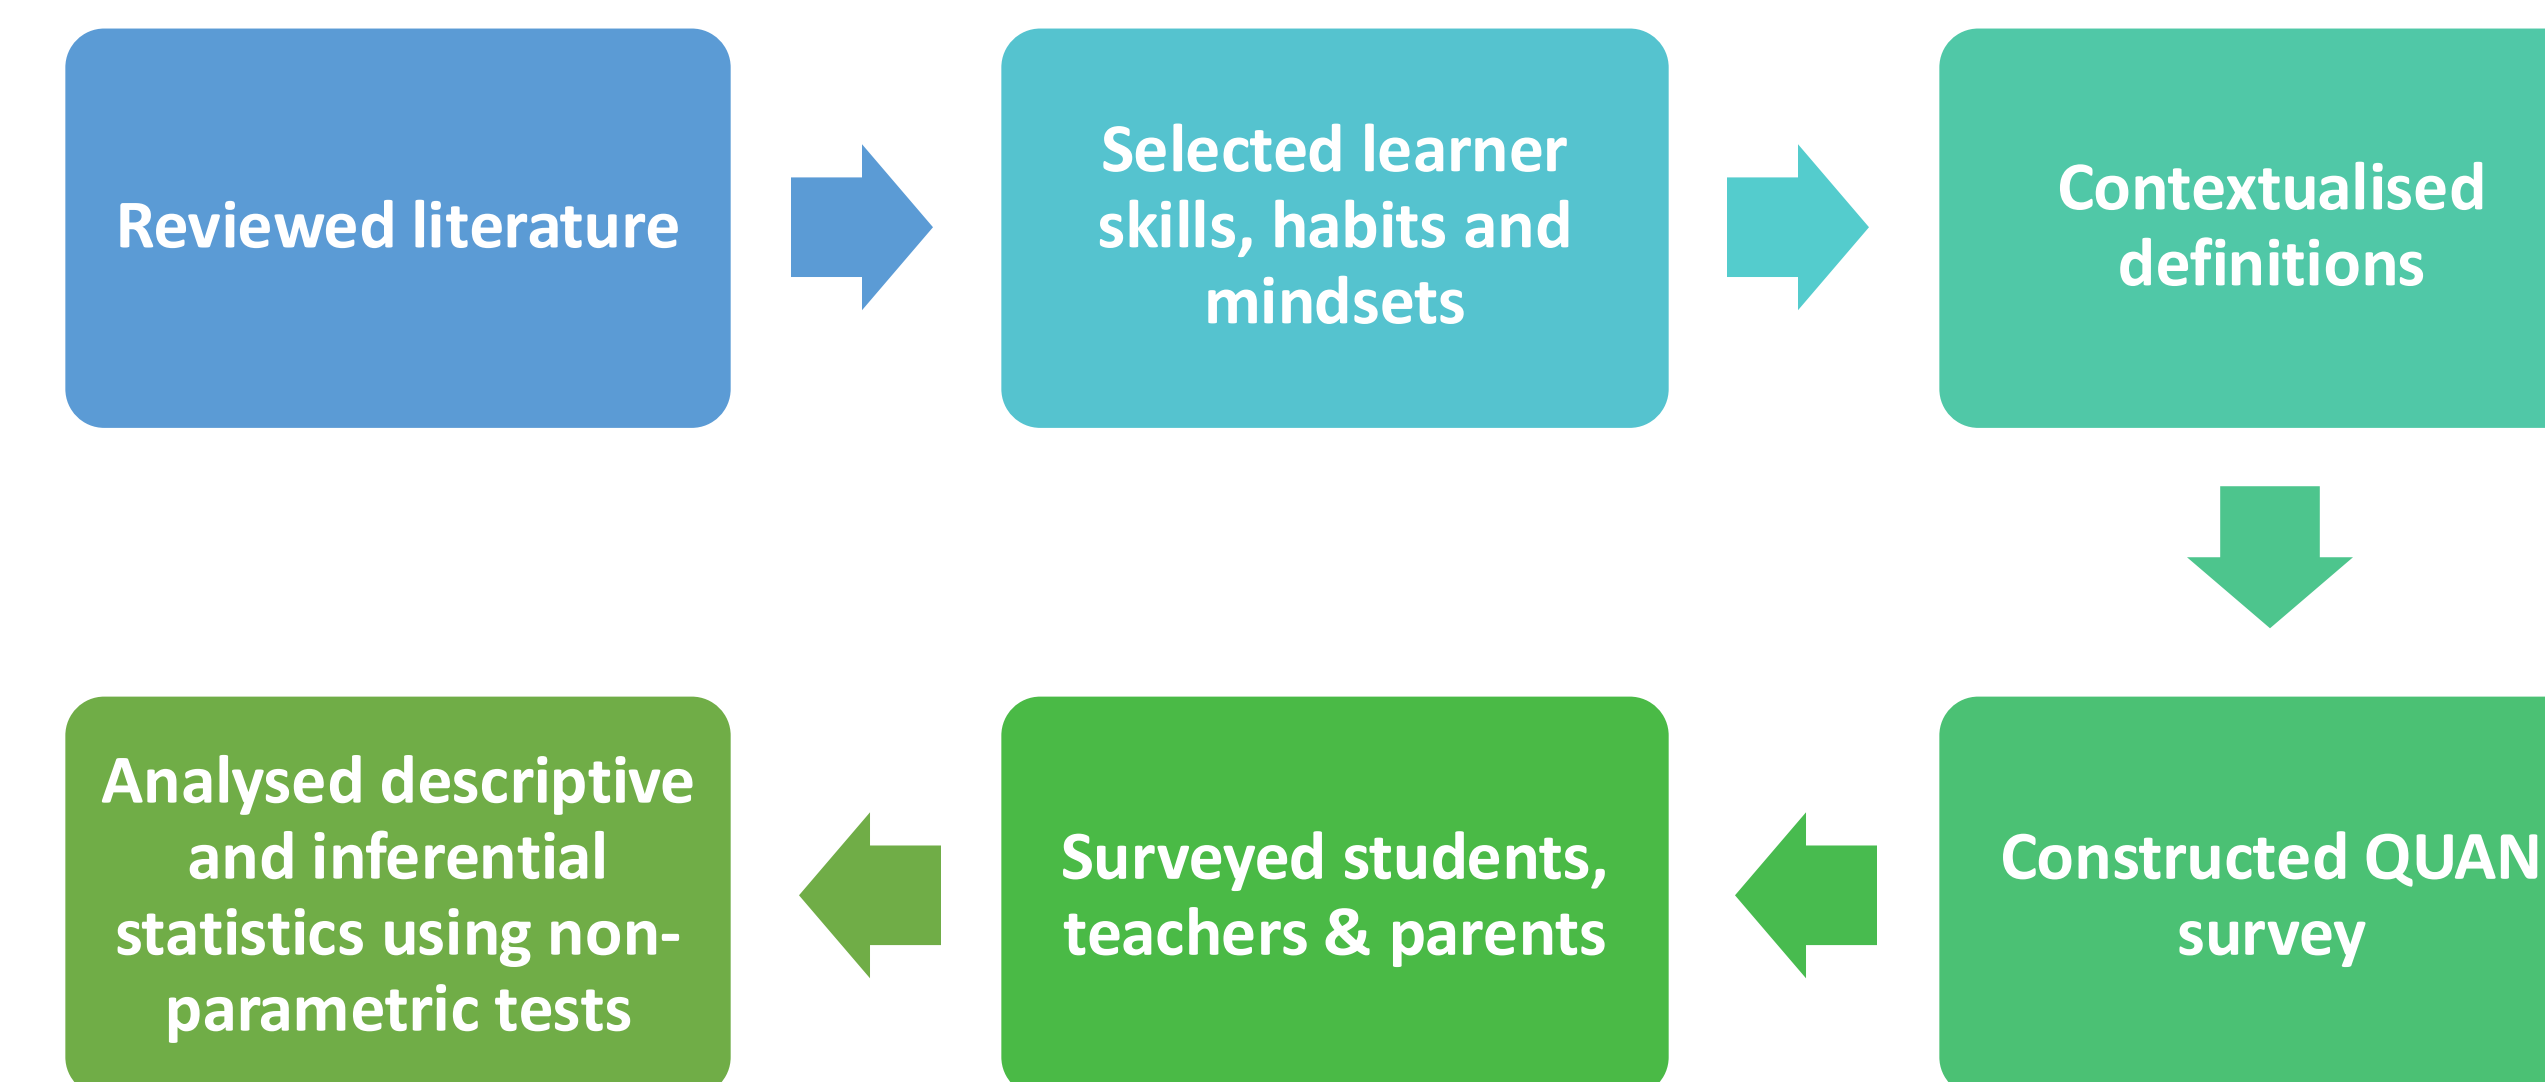 Reviewed literature
Selected learner
skills, habits and
mindsets
Contextualised
definitions
Constructed QUAN
survey
Surveyed students,
teachers & parents
Analysed descriptive
and inferential
statistics using non-
parametric tests